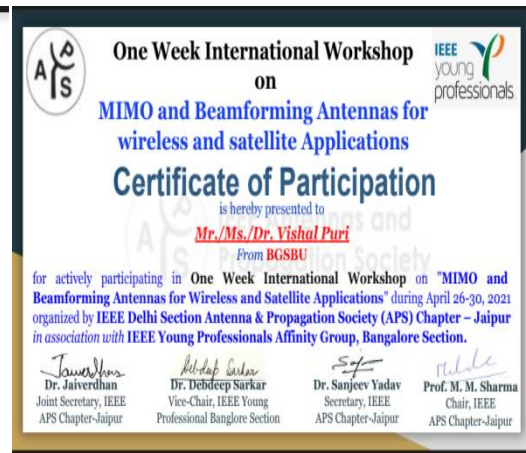 A P S
IEEE
young
professionals
One Week International Workshop
on
MIMO and Beamforming Antennas for
wireless and satellite Applications
Certificate of Participation
is hereby presented to
Mr./Ms./Dr. Vishal Puri
From BGSBU
for actively participating in One Week International Workshop on "MIMO and
Beamforming Antennas for Wireless and Satellite Applications" during April 26-30, 2021
organized by IEEE Delhi Section Antenna & Propagation Society (APS) Chapter – Jaipur
in association with IEEE Young Professionals Affinity Group, Bangalore Section.
Debdeep Sarkar
Dr. Jaiverdhan
Joint Secretary, IEEE
APS Chapter-Jaipur
Dr. Debdeep Sarkar
Vice-Chair, IEEE Young
Professional Banglore Section
Dr. Sanjeev Yadav
Secretary, IEEE
APS Chapter-Jaipur
Prof. M. M. Sharma
Chair, IEEE
APS Chapter-Jaipur